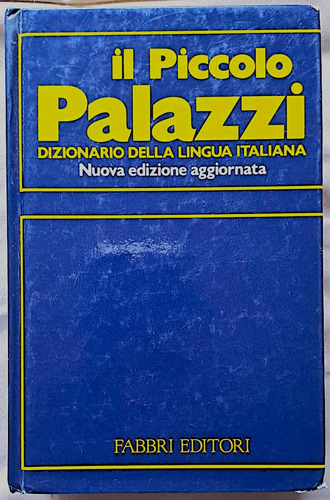 il Piccolo
Palazzi
DIZIONARIO DELLA LINGUA ITALIANA
Nuova edizione aggiornata
FABBRI EDITORI